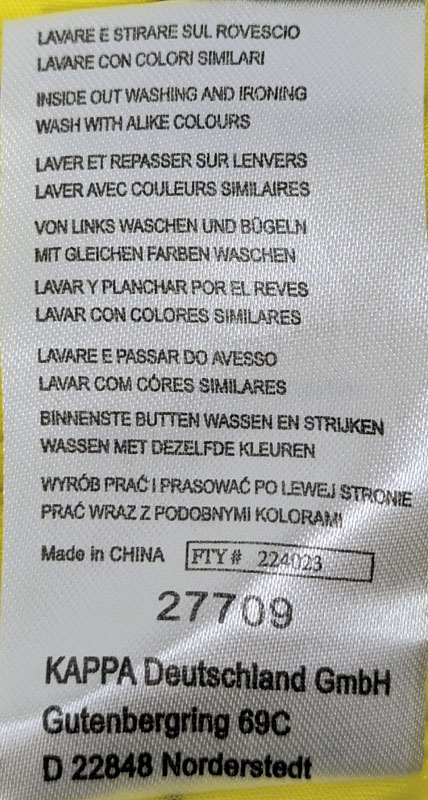 LAVARE E STIRARE SUL ROVESCIO
LAVARE CON COLORI SIMILARI
INSIDE OUT WASHING AND IRONING
WASH WITH ALIKE COLOURS
LAVER ET REPASSER SUR LENVERS
LAVER AVEC COULEURS SIMILAIRES
VON LINKS WASCHEN UND BÜGELN
MIT GLEICHEN FARBEN WASCHEN
LAVAR Y PLANCHAR POR EL REVES
LAVAR CON COLORES SIMILARES
LAVARE E PASSAR DO AVESSO
LAVAR COM CÔRES SIMILARES
BINNENSTE BUTTEN WASSEN EN STRIJKEN
WASSEN MET DEZELFDE KLEUREN
WYRÓB PRAĆ I PRASOWAĆ PO LEWEJ STRONIE
PRAĆ WRAZ Z PODOBNYMI KOLORAMI
Made in CHINA FTY# 224023
27709
KAPPA Deutschland GmbH
Gutenbergring 69C
D 22848 Norderstedt